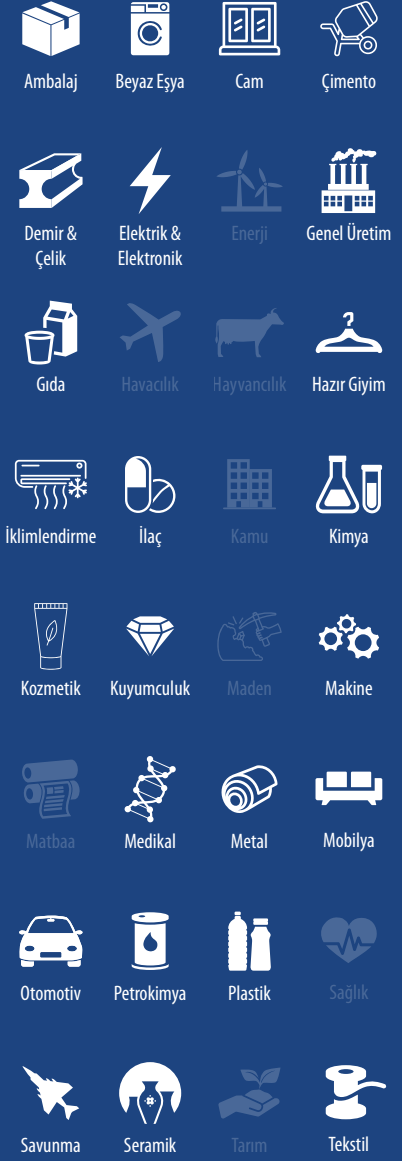 Ambalaj
Beyaz Eşya
Cam
Çimento
Demir &
Çelik
Elektrik &
Elektronik
Enerji
Genel Üretim
Gıda
Havacılık
Hayvancılık
Hazır Giyim
İklimlendirme
İlaç
Kamu
Kimya
Kozmetik
Kuyumculuk
Maden
Makine
Matbaa
Medikal
Metal
Mobilya
Otomotiv
Petrokimya
Plastik
Sağlık
Savunma
Seramik
Tarım
Tekstil